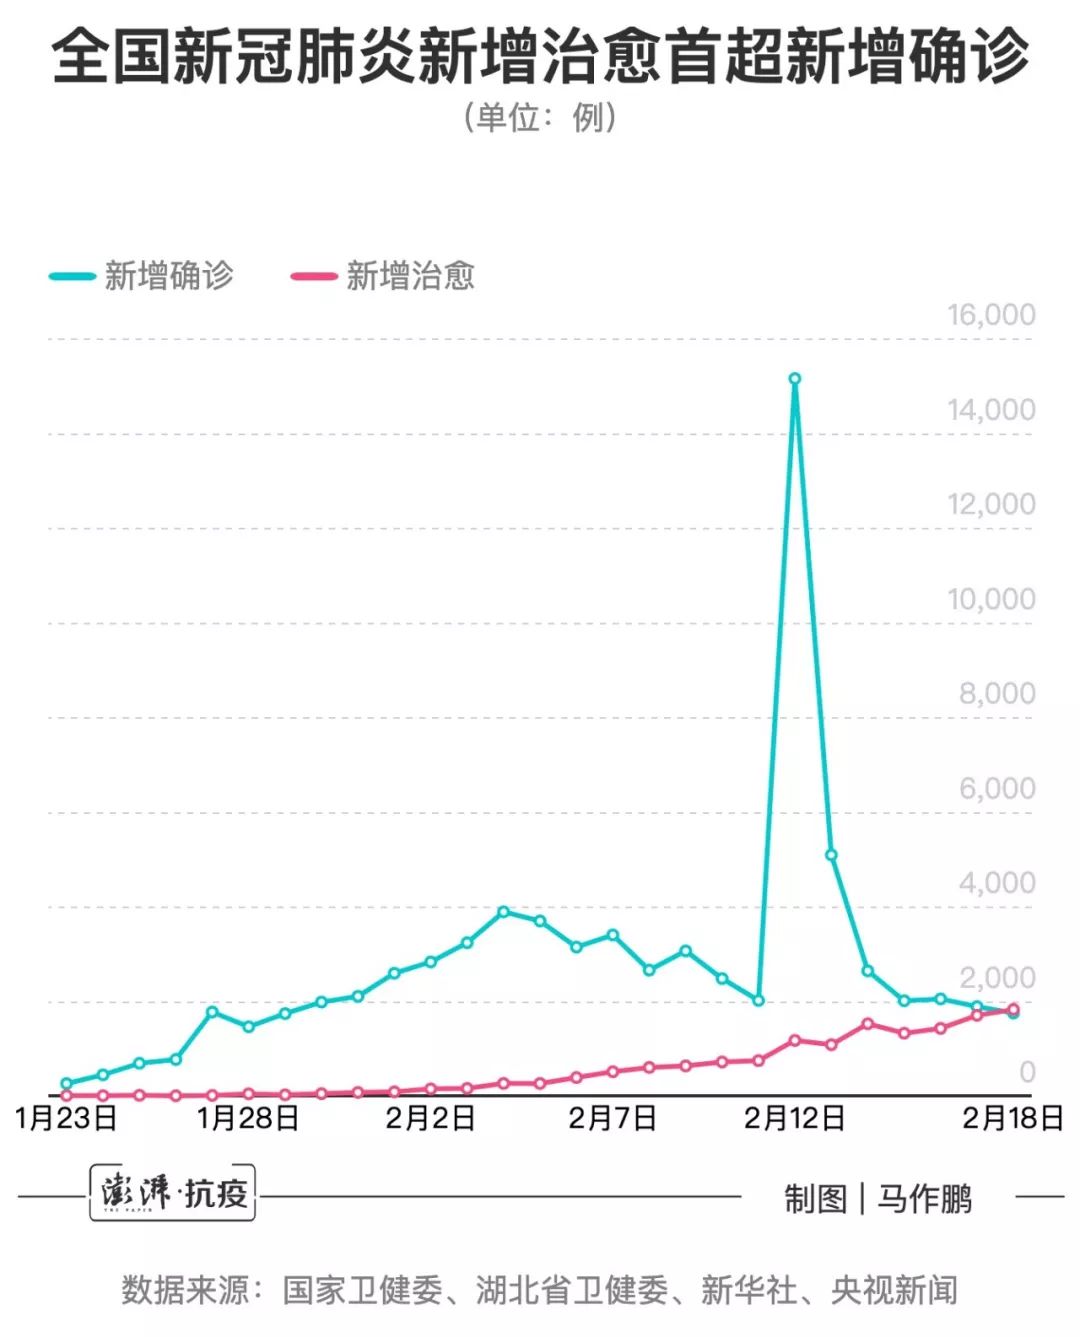 全国新冠肺炎新增治愈首超新增确诊
（单位：例）
新增确诊 新增治愈
16,000
14,000
12,000
10,000
8,000
6,000
4,000
2,000
0
1月23日 1月28日 2月2日 2月7日 2月12日 2月18日
澎湃·抗疫
THE PAPER
制图｜马作鹏
数据来源：国家卫健委、湖北省卫健委、新华社、央视新闻